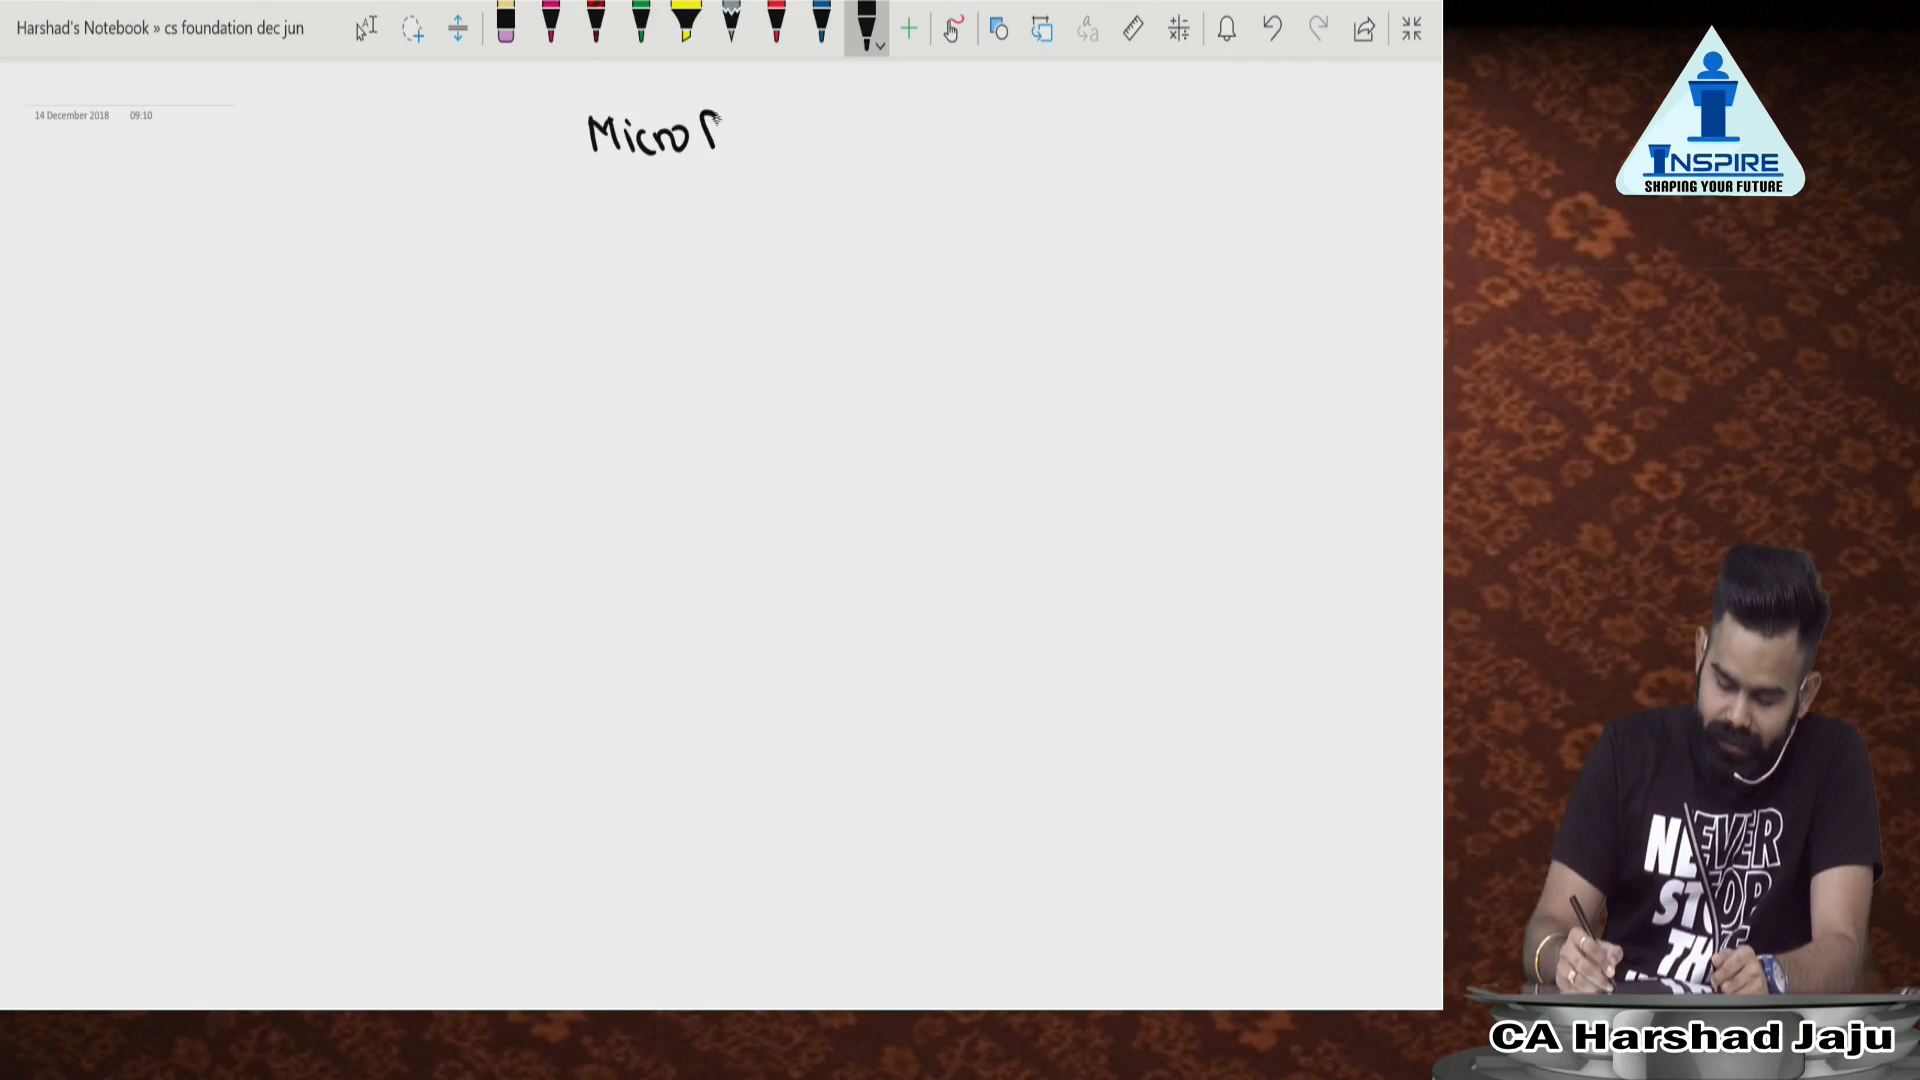 Harshad's Notebook » cs foundation dec jun
14 December 2018 09:10
Micro
INSPIRE
SHAPING YOUR FUTURE
NEVER
STOP
TH
CA Harshad Jaju